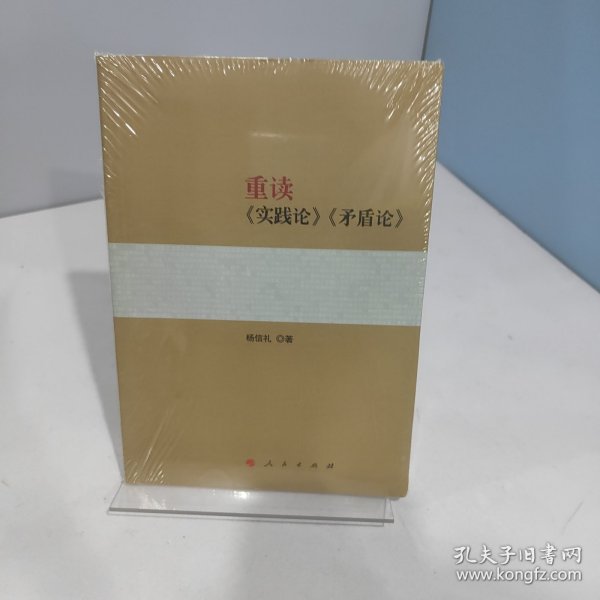 重读
《实践论》《矛盾论》
杨信礼 ◎著
人民出版社
孔夫子旧书网
www.kongfz.com